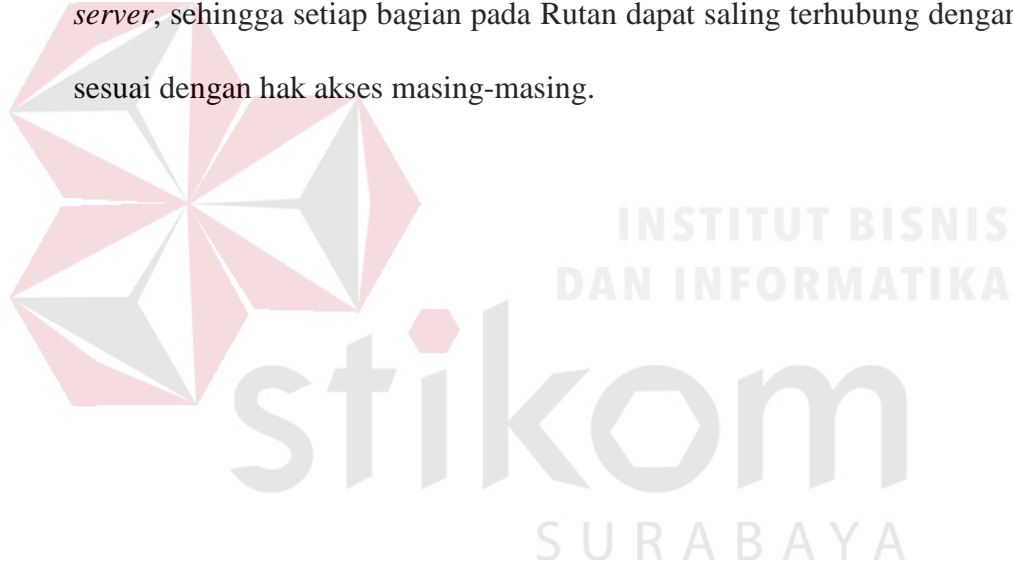 server, sehingga setiap bagian pada Rutan dapat saling terhubung dengan
sesuai dengan hak akses masing-masing.
INSTITUT BISNIS
DAN INFORMATIKA
stikom
SURABAYA